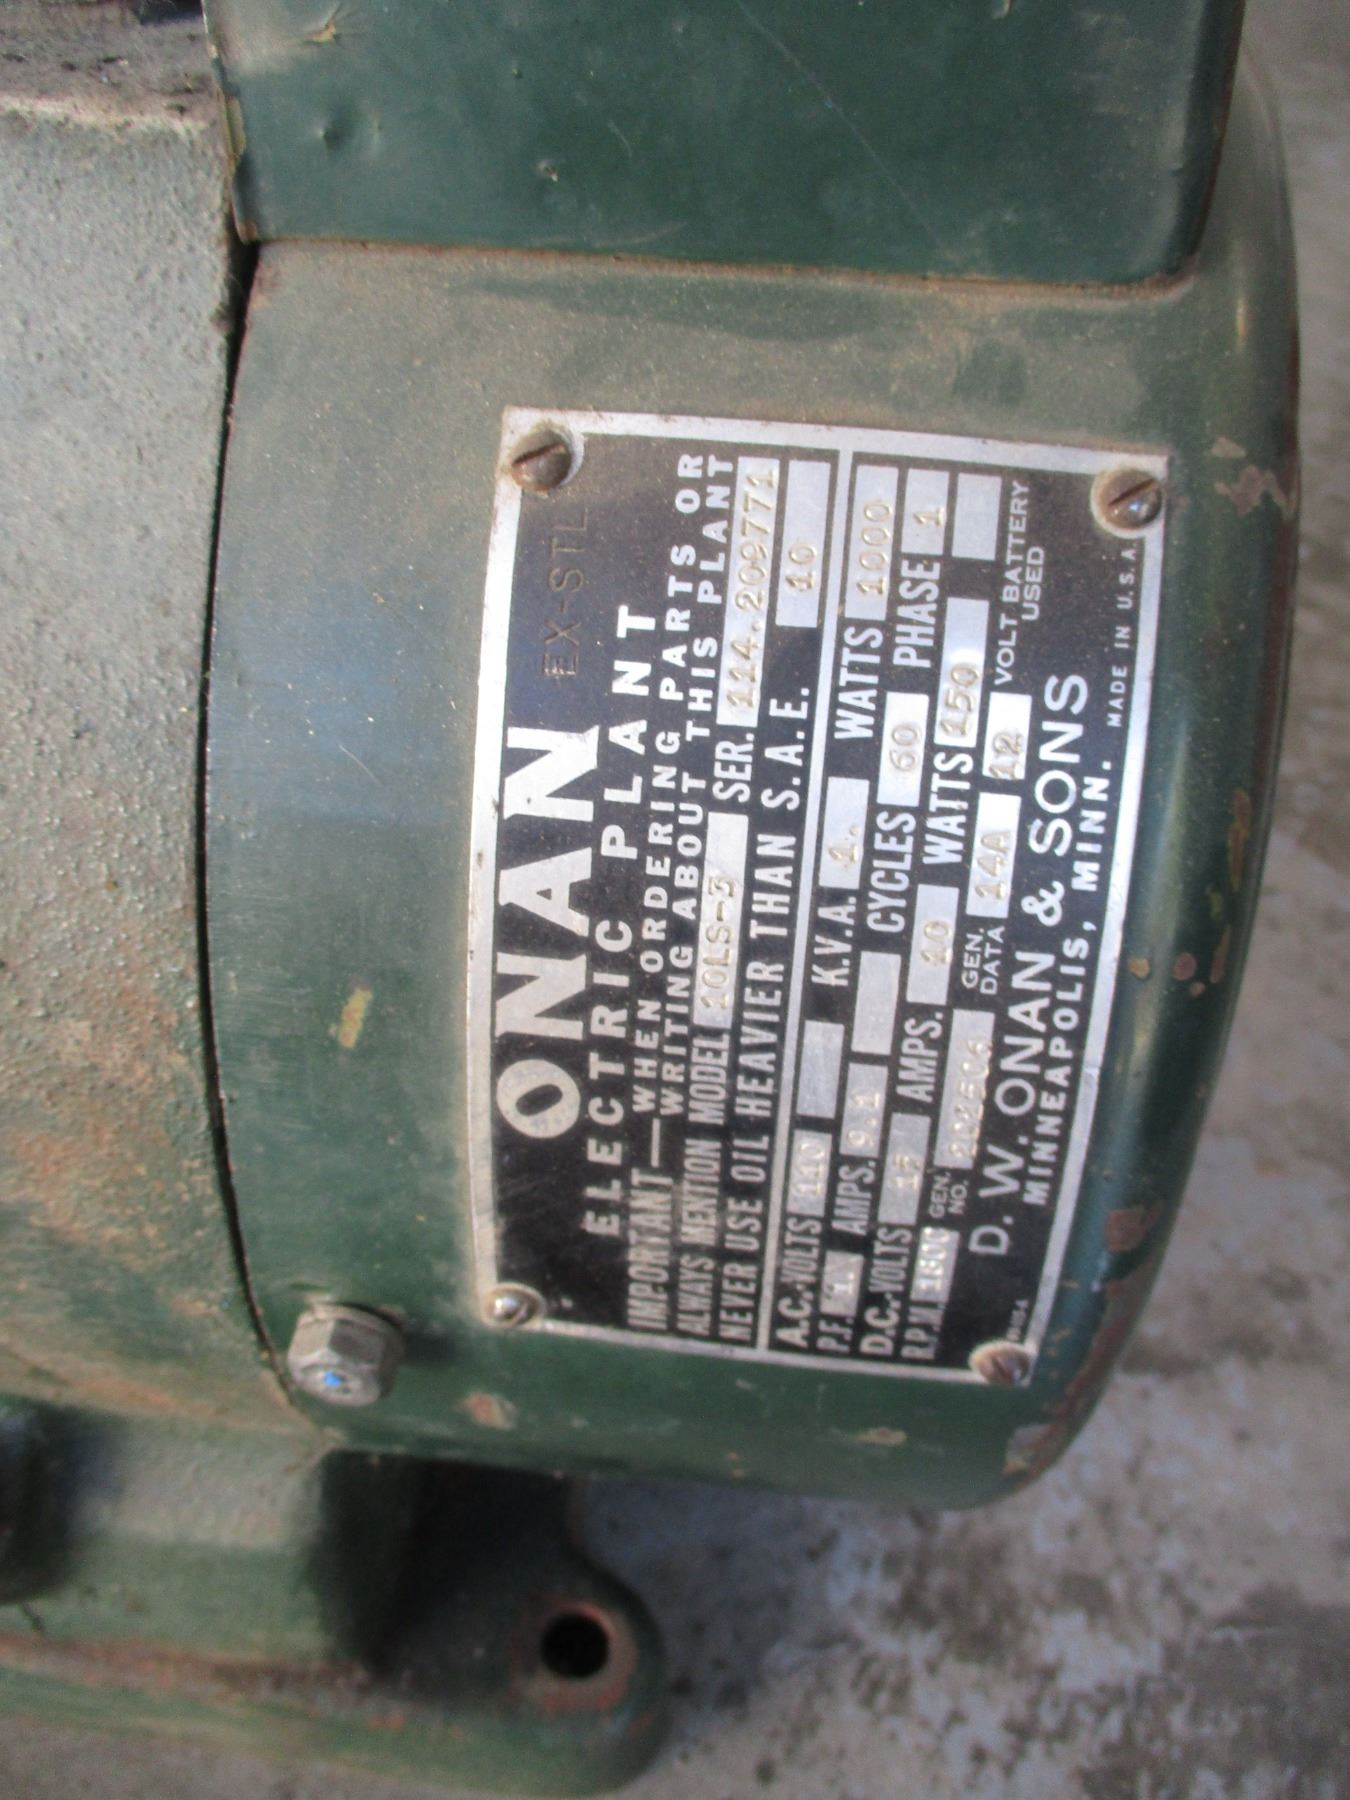 ONAN EX-STL
ELECTRIC PLANT
IMPORTANT—WHEN ORDERING PARTS OR
WRITING ABOUT THIS PLANT
ALWAYS MENTION MODEL 10LS-3 SER. 114.209771
NEVER USE OIL HEAVIER THAN S.A.E. 10
A.C.-VOLTS 110 K.V.A. 1. WATTS 1000
P.F. 1. AMPS. 9.1 CYCLES 60 PHASE 1
D.C.-VOLTS 15 AMPS. 10 WATTS 150
R.P.M. 1800 GEN. NO. GEN. DATA 14A 12 VOLT BATTERY USED
D. W. ONAN & SONS
MINNEAPOLIS, MINN. MADE IN U.S.A.